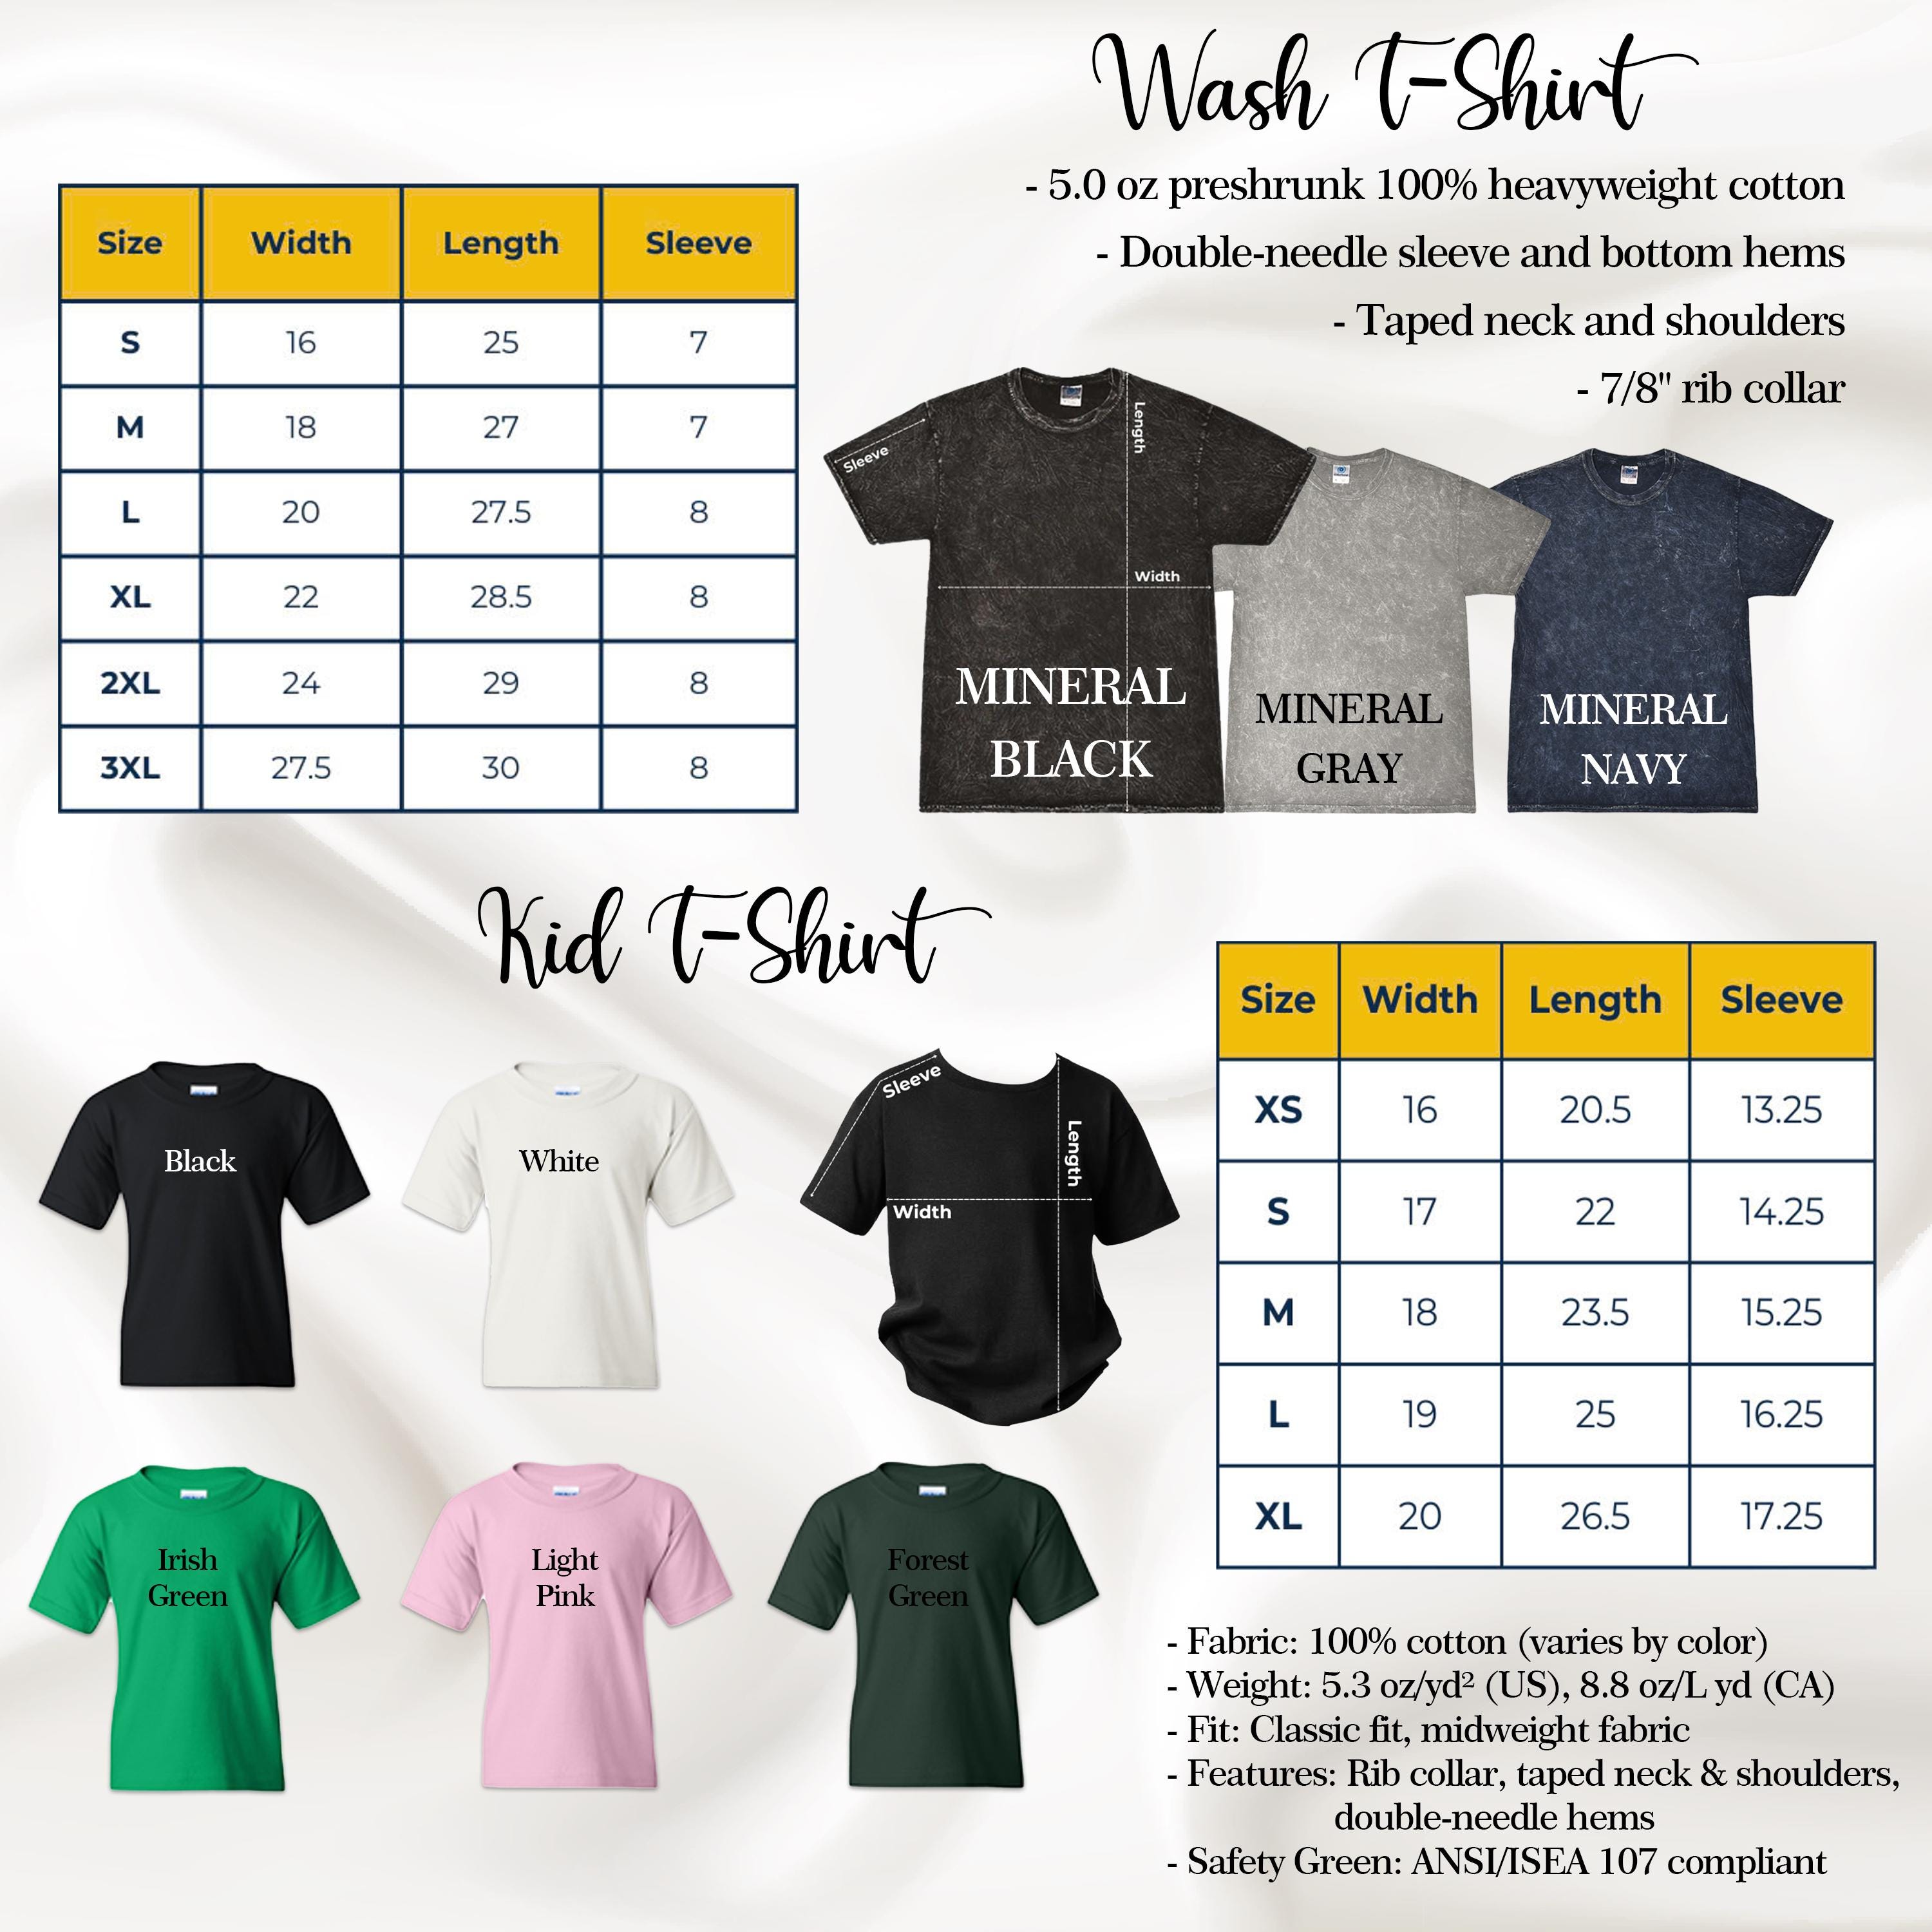 Wash T-Shirt
- 5.0 oz preshrunk 100% heavyweight cotton
- Double-needle sleeve and bottom hems
- Taped neck and shoulders
- 7/8" rib collar
Size Width Length Sleeve
S 16 25 7
M 18 27 7
L 20 27.5 8
XL 22 28.5 8
2XL 24 29 8
3XL 27.5 30 8
Sleeve
Length
Width
MINERAL
BLACK
MINERAL
GRAY
MINERAL
NAVY
Kid T-Shirt
Black
White
Sleeve
Length
Width
Irish
Green
Light
Pink
Forest
Green
Size Width Length Sleeve
XS 16 20.5 13.25
S 17 22 14.25
M 18 23.5 15.25
L 19 25 16.25
XL 20 26.5 17.25
- Fabric: 100% cotton (varies by color)
- Weight: 5.3 oz/yd² (US), 8.8 oz/L yd (CA)
- Fit: Classic fit, midweight fabric
- Features: Rib collar, taped neck & shoulders,
double-needle hems
- Safety Green: ANSI/ISEA 107 compliant